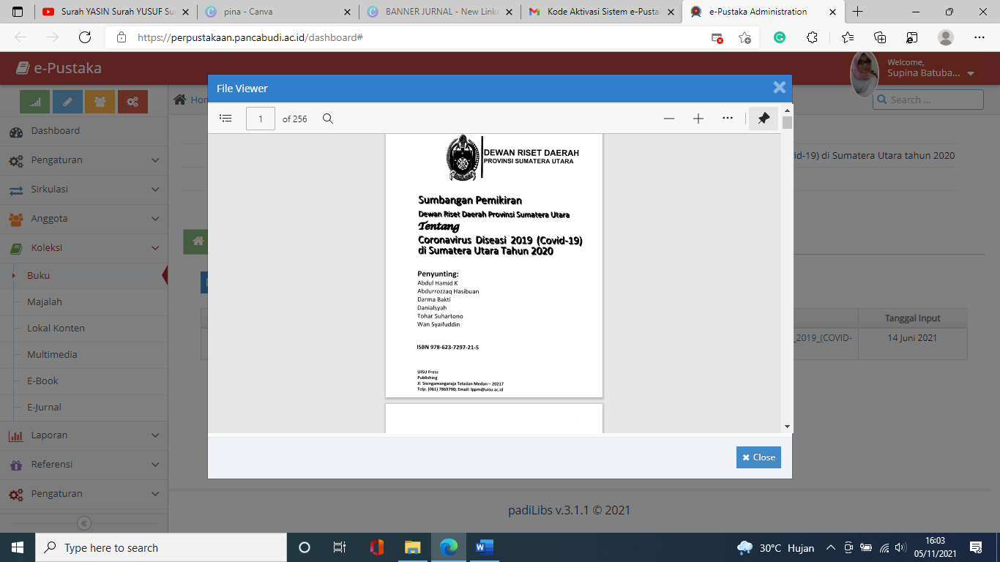 Surah YASIN Surah YUSUF Su
pina - Canva
BANNER JURNAL - New Linke
Kode Aktivasi Sistem e-Pustak
e-Pustaka Administration
https://perpustakaan.pancabudi.ac.id/dashboard#
e-Pustaka
Welcome,
Supina Batuba...
Hom
Search ...
Dashboard
Pengaturan
Sirkulasi
Anggota
Koleksi
Buku
Majalah
Lokal Konten
Multimedia
E-Book
E-Jurnal
Laporan
Referensi
Pengaturan
File Viewer
1 of 256
DEWAN RISET DAERAH
PROVINSI SUMATERA UTARA
Sumbangan Pemikiran
Dewan Riset Daerah Provinsi Sumatera Utara
Tentang
Coronavirus Diseasi 2019 (Covid-19)
di Sumatera Utara Tahun 2020
Penyunting:
Abdul Hamid K
Abdurrozzaq Hasibuan
Darma Bakti
Danialsyah
Tohar Suhartono
Wan Syaifuddin
ISBN 978-623-7297-21-5
UISU Press
Publishing
Jl. Sisingamangaraja Teladan Medan – 20217
Telp. (061) 7869790; Email: lppm@uisu.ac.id
Close
id-19) di Sumatera Utara tahun 2020
Tanggal Input
_2019_(COVID-
14 Juni 2021
padiLibs v.3.1.1 © 2021
Type here to search
30°C Hujan
16:03
05/11/2021